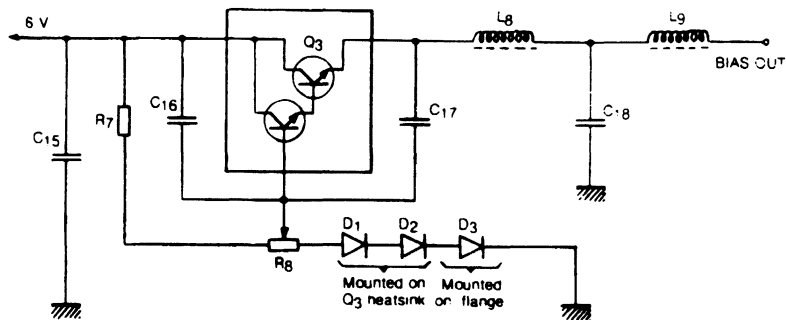 6 V
Q3
L8
L9
BIAS OUT
R7
C16
C17
C18
C15
R8
D1
D2
D3
Mounted on
Q3 heatsink
Mounted
on flange